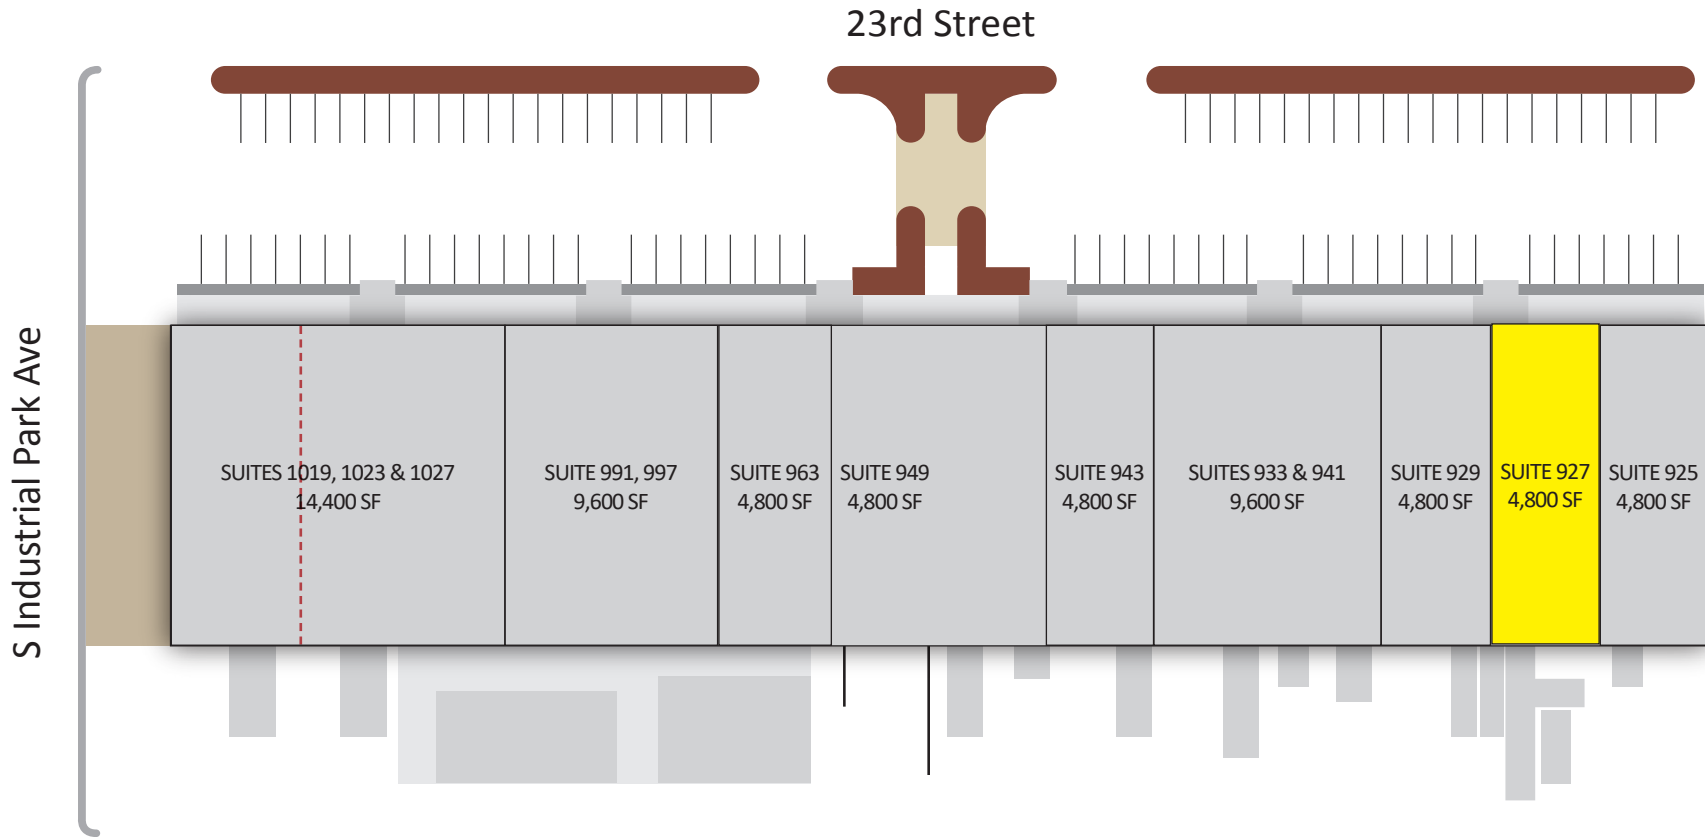 23rd Street
S Industrial Park Ave
SUITES 1019, 1023 & 1027
14,400 SF
SUITE 991, 997
9,600 SF
SUITE 963
4,800 SF
SUITE 949
4,800 SF
SUITE 943
4,800 SF
SUITES 933 & 941
9,600 SF
SUITE 929
4,800 SF
SUITE 927
4,800 SF
SUITE 925
4,800 SF